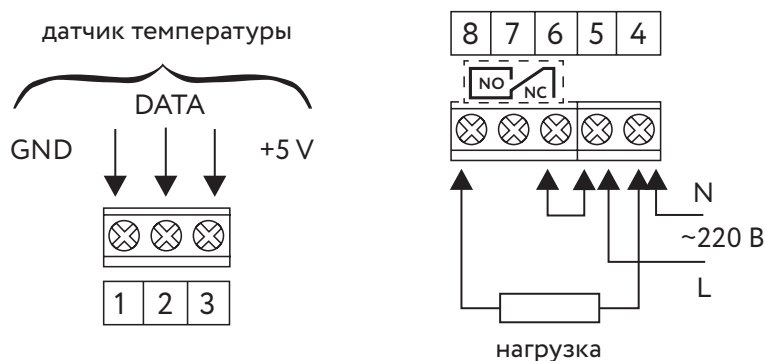 датчик температуры
DATA
GND
+5 V
1 2 3
8 7 6 5 4
NO
NC
N
~220 В
L
нагрузка